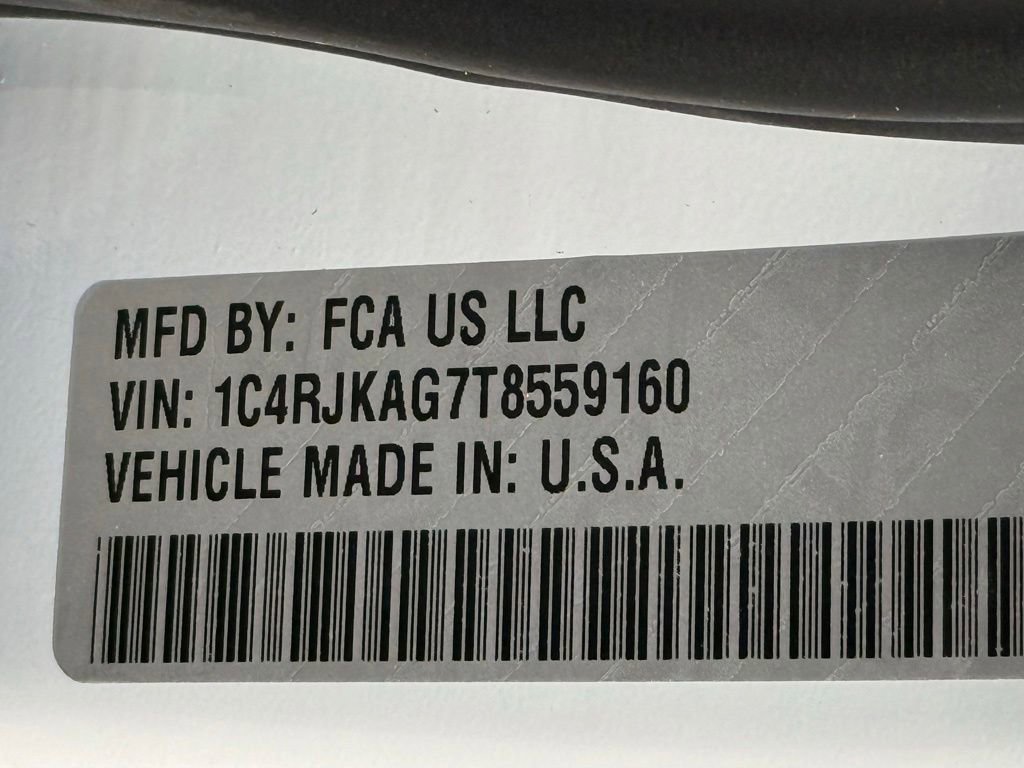 MFD BY: FCA US LLC
VIN: 1C4RJKAG7T8559160
VEHICLE MADE IN: U.S.A.